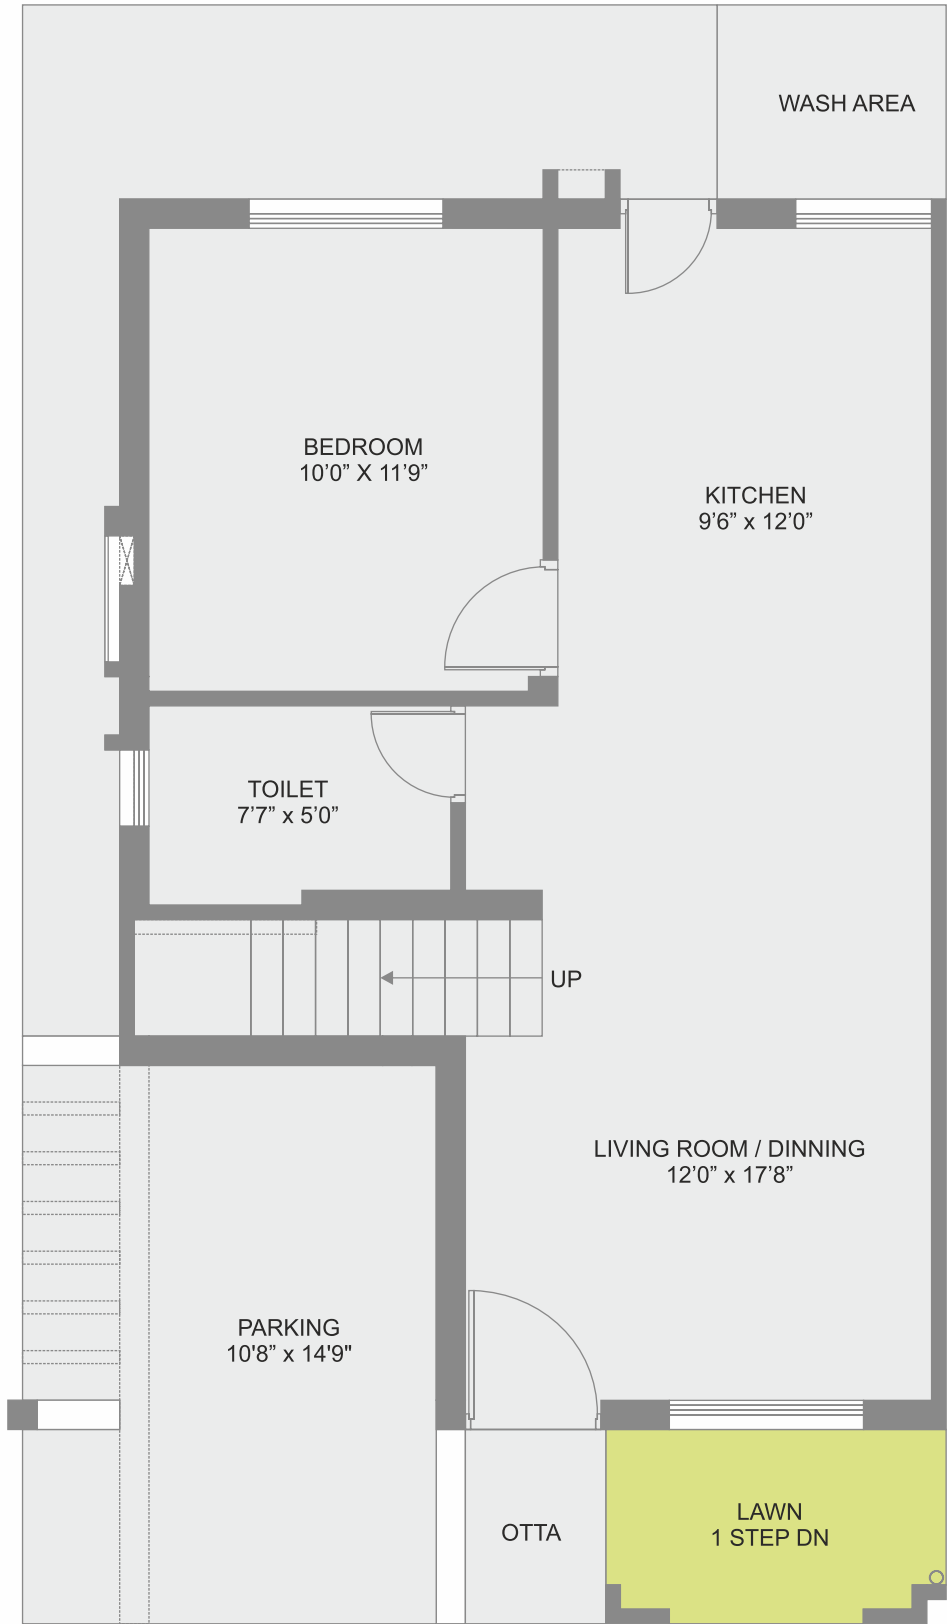 WASH AREA
BEDROOM
10’0” X 11’9”
KITCHEN
9’6” x 12’0”
TOILET
7’7” x 5’0”
UP
LIVING ROOM / DINNING
12’0” x 17’8”
PARKING
10'8” x 14'9"
OTTA
LAWN
1 STEP DN